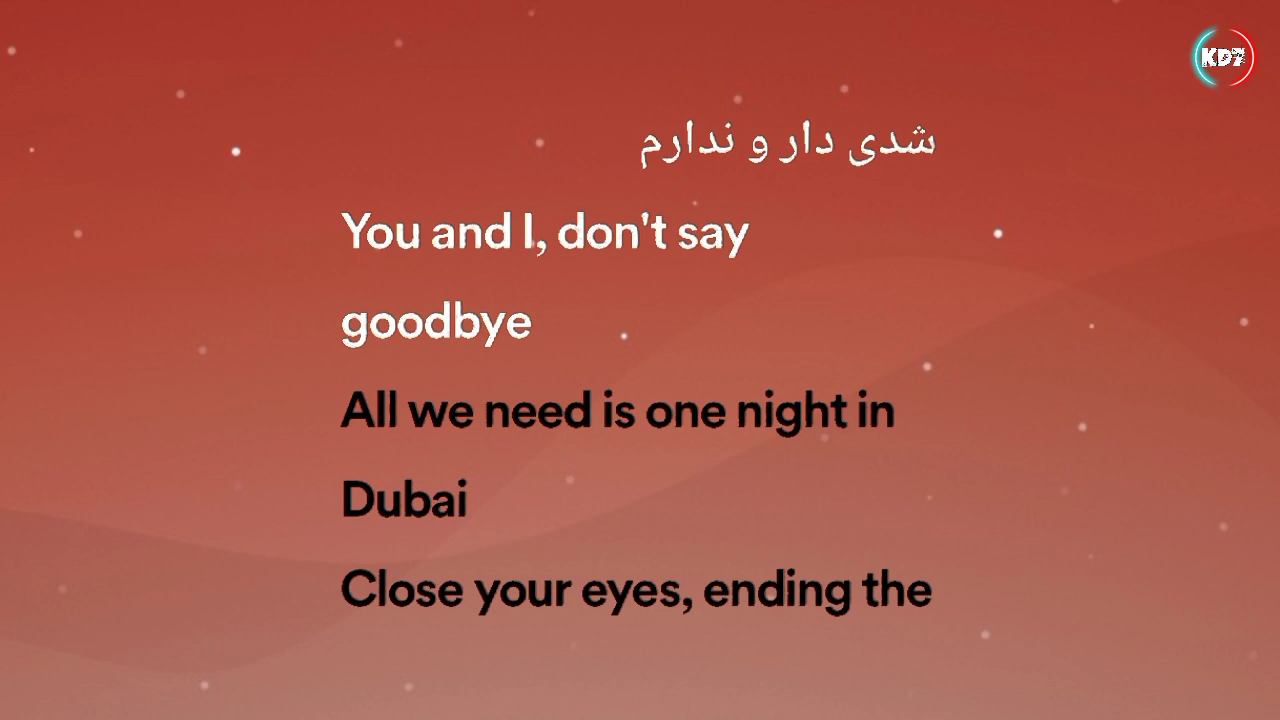 KD7
شدی دار و ندارم
You and I, don't say
goodbye
All we need is one night in
Dubai
Close your eyes, ending the